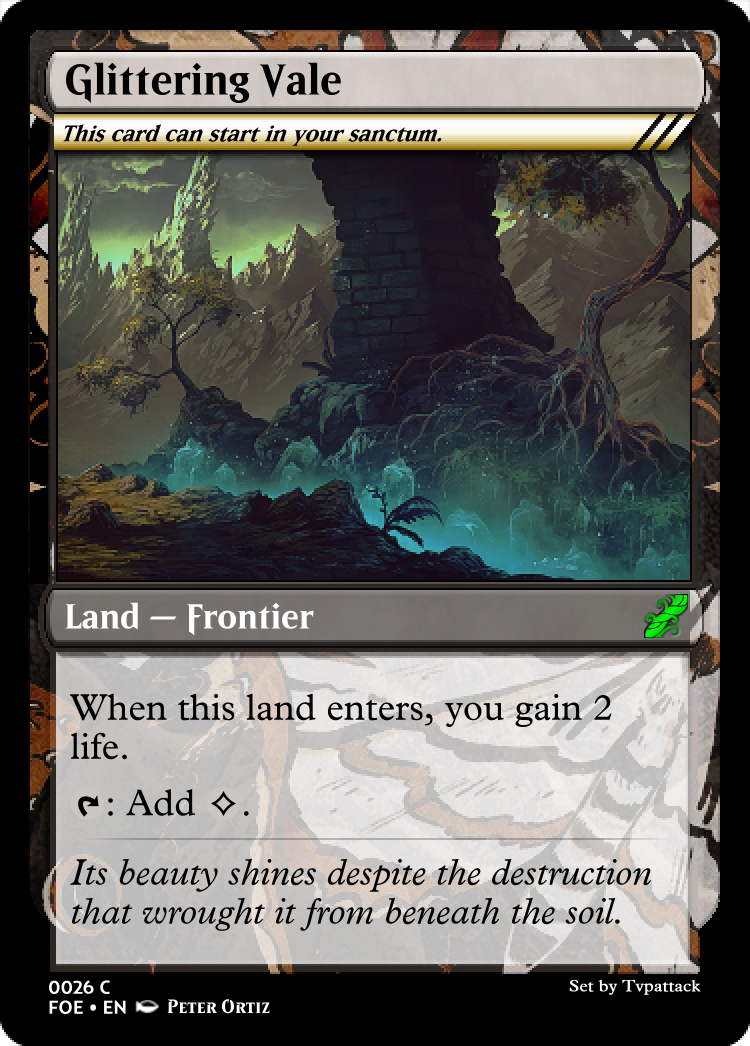 Glittering Vale
This card can start in your sanctum.
Land — Frontier
When this land enters, you gain 2
life.
: Add .
Its beauty shines despite the destruction
that wrought it from beneath the soil.
0026 C
Set by Tvpattack
FOE • EN Peter Ortiz